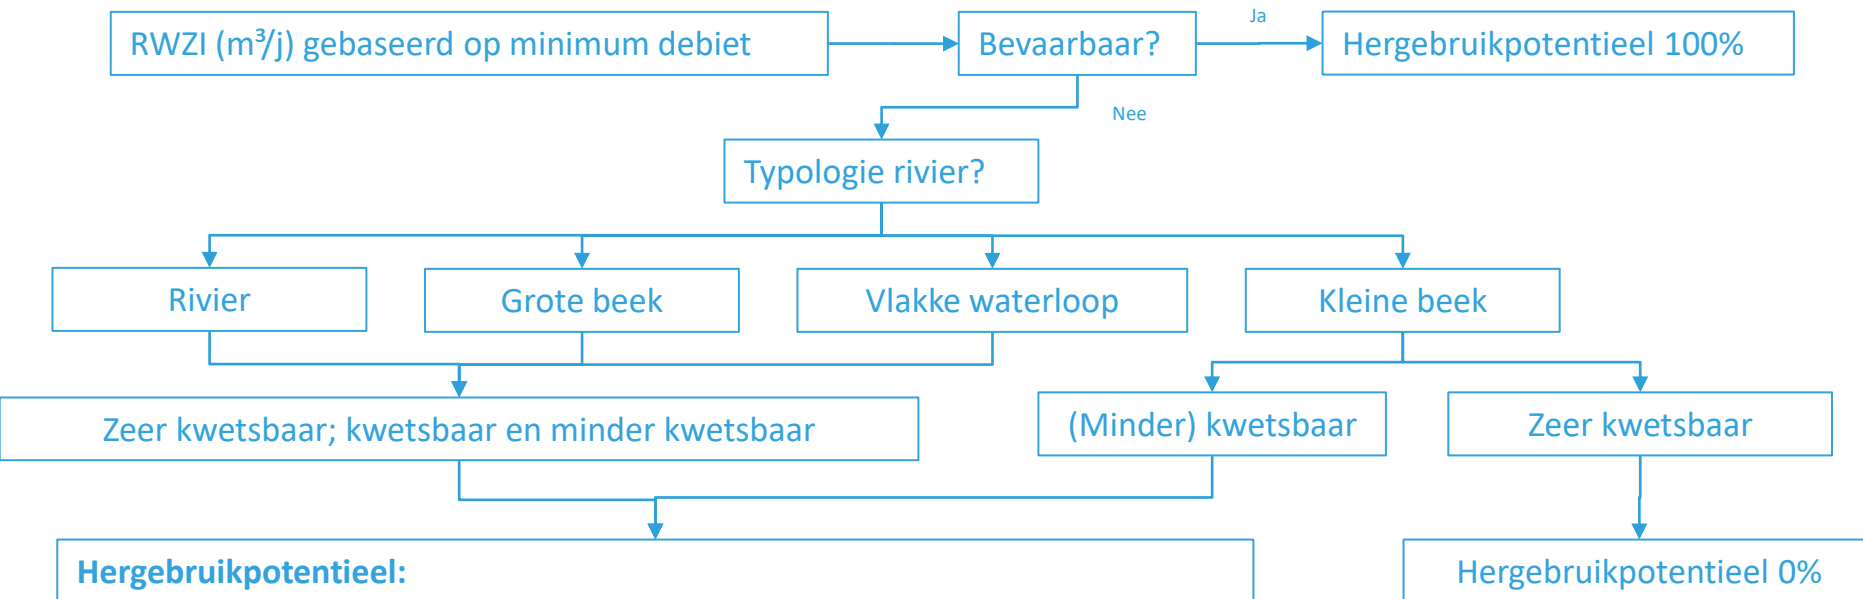 RWZI (m³/j) gebaseerd op minimum debiet
Bevaarbaar?
Ja
Hergebruikpotentieel 100%
Nee
Typologie rivier?
Rivier
Grote beek
Vlakke waterloop
Kleine beek
Zeer kwetsbaar; kwetsbaar en minder kwetsbaar
(Minder) kwetsbaar
Zeer kwetsbaar
Hergebruikpotentieel:
Hergebruikpotentieel 0%